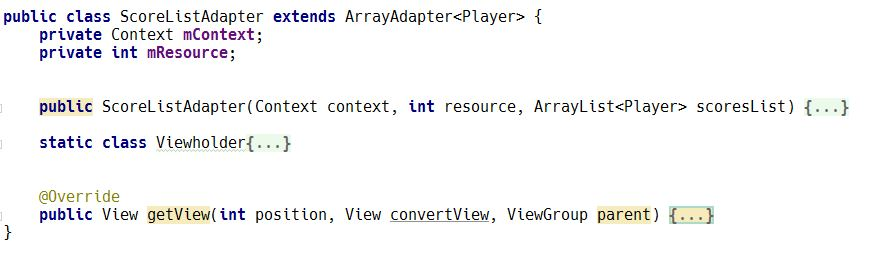 public class ScoreListAdapter extends ArrayAdapter<Player> {
private Context mContext;
private int mResource;
public ScoreListAdapter(Context context, int resource, ArrayList<Player> scoresList) {...}
static class Viewholder{...}
@Override
public View getView(int position, View convertView, ViewGroup parent) {...}
}